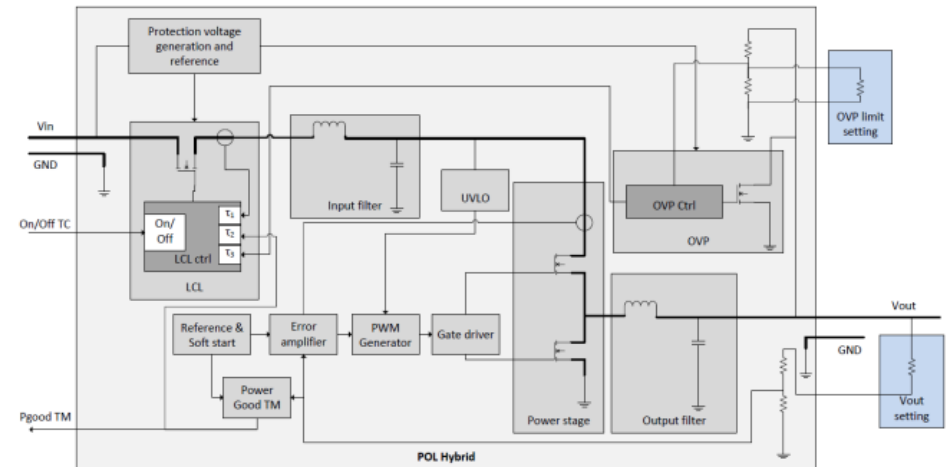 Protection voltage
generation and
reference
OVP limit
setting
Vin
GND
UVLO
Input filter
OVP Ctrl
OVP
On/Off TC
On/
Off
τ1
τ2
τ3
LCL ctrl
LCL
Vout
GND
Reference &
Soft start
Error
amplifier
PWM
Generator
Gate driver
Power
Good TM
Vout
setting
Pgood TM
Power stage
Output filter
POL Hybrid